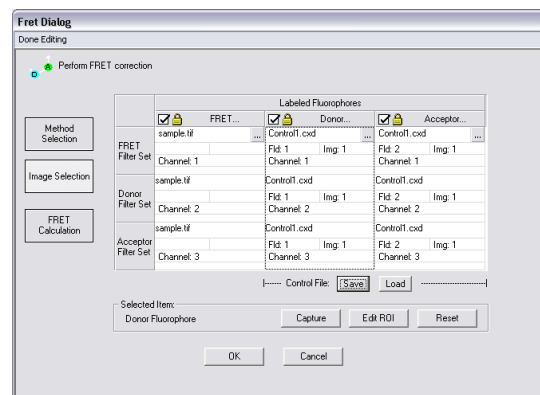 Fret Dialog
Done Editing
D A Perform FRET correction
Labeled Fluorophores
FRET... Donor... Acceptor...
Method
Selection
Image Selection
FRET
Calculation
FRET
Filter Set
sample.tif ... Control1.cxd ... Control1.cxd ...
Fld: 1 Img: 1 Fld: 2 Img: 1
Channel: 1 Channel: 1 Channel: 1
Donor
Filter Set
sample.tif Control1.cxd Control1.cxd
Fld: 1 Img: 1 Fld: 2 Img: 1
Channel: 2 Channel: 2 Channel: 2
Acceptor
Filter Set
sample.tif Control1.cxd Control1.cxd
Fld: 1 Img: 1 Fld: 2 Img: 1
Channel: 3 Channel: 3 Channel: 3
|------ Control File: Save Load ------------------|
Selected Item:
Donor Fluorophore Capture Edit ROI Reset
OK Cancel